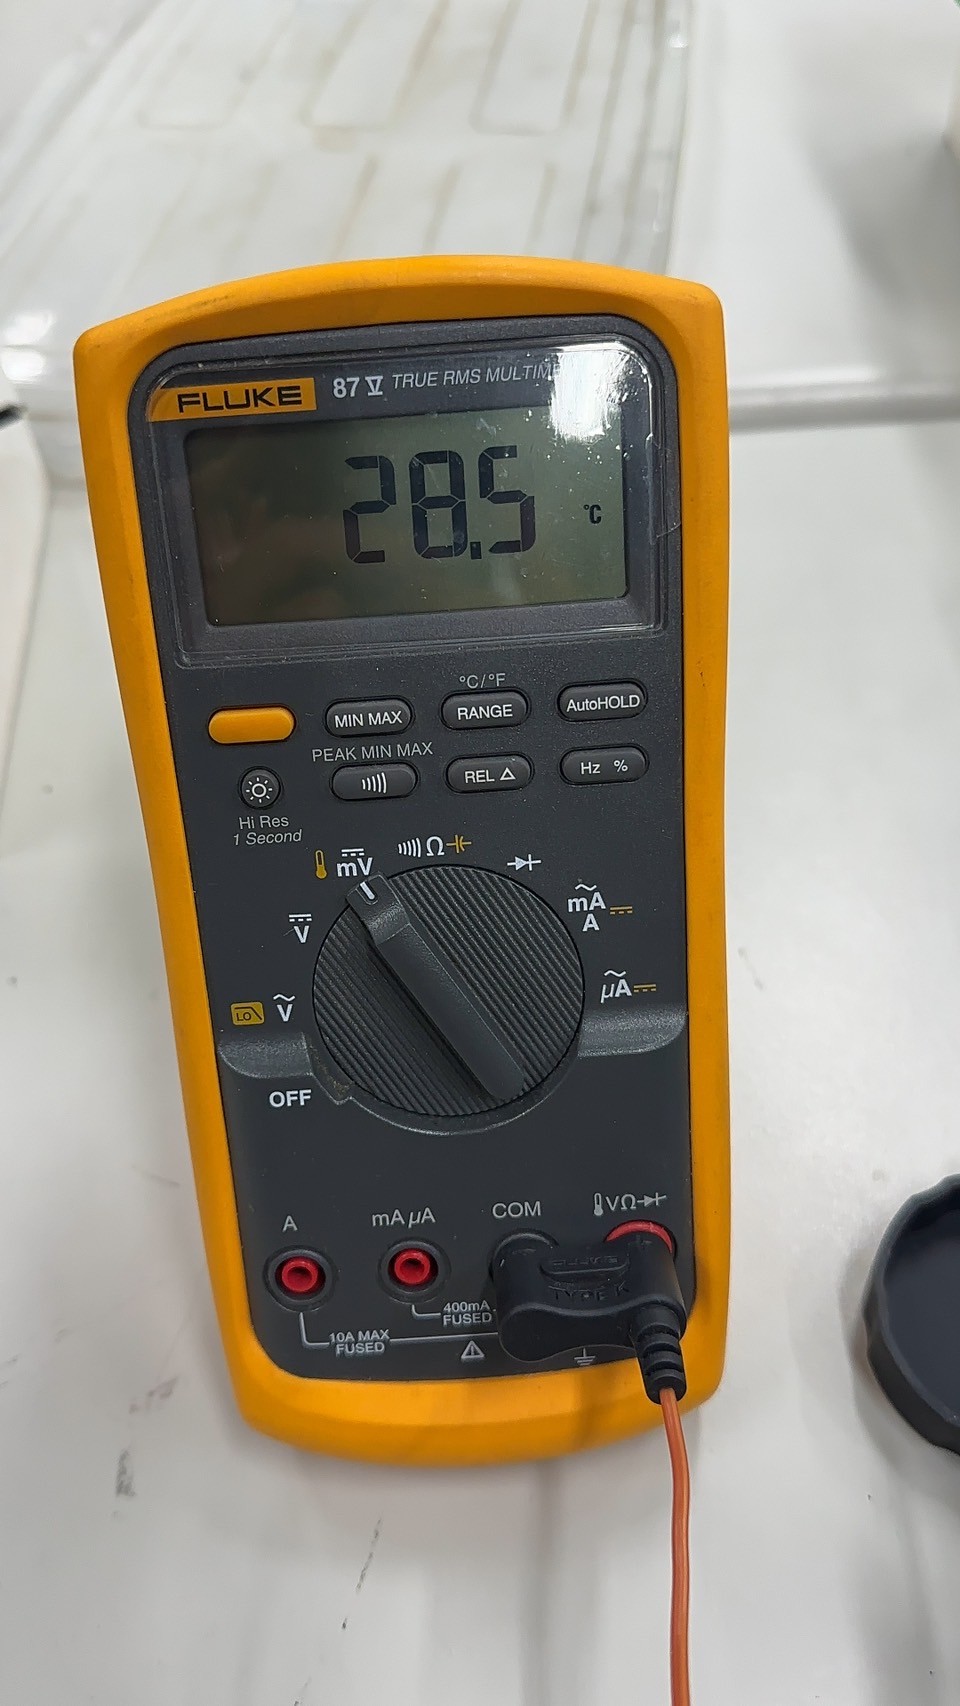 FLUKE 87 V TRUE RMS MULTIM
28.5 °C
°C/°F
MIN MAX RANGE AutoHOLD
PEAK MIN MAX
REL Δ Hz %
Hi Res
1 Second
mV Ω
V mA
A
LO V µA
OFF
A mA µA COM VΩ
TYPE K
400mA
FUSED
10A MAX
FUSED